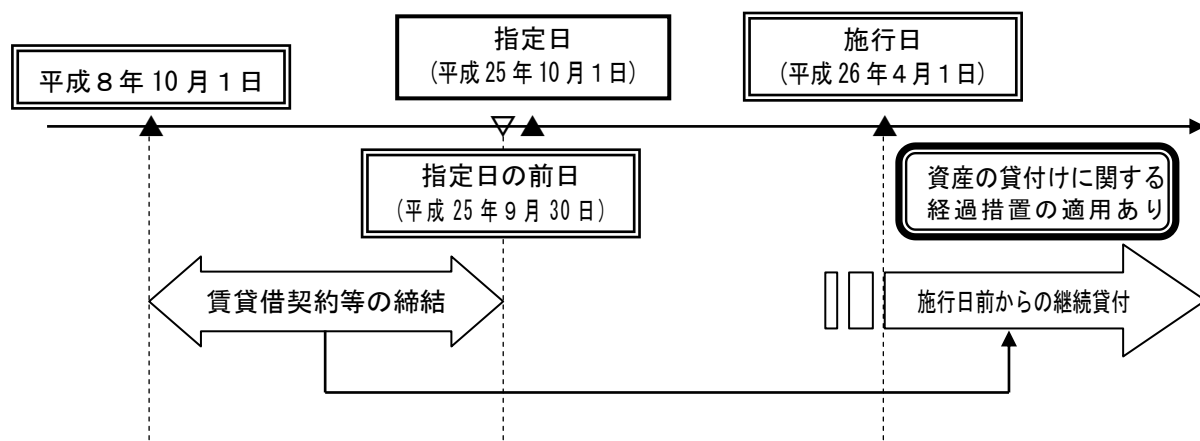 平成８年10月１日
指定日
（平成25年10月１日）
施行日
（平成26年４月１日）
指定日の前日
（平成25年９月30日）
資産の貸付けに関する
経過措置の適用あり
賃貸借契約等の締結
施行日前からの継続貸付